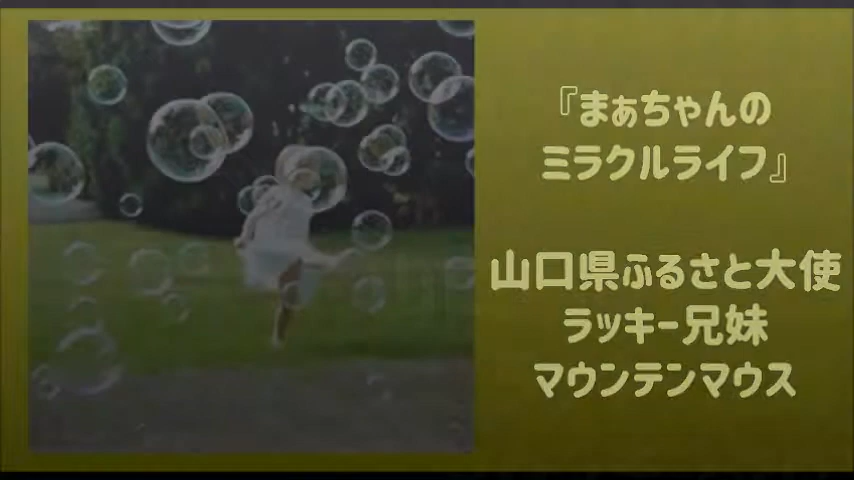 『まぁちゃんの
ミラクルライフ』
山口県ふるさと大使
ラッキー兄妹
マウンテンマウス